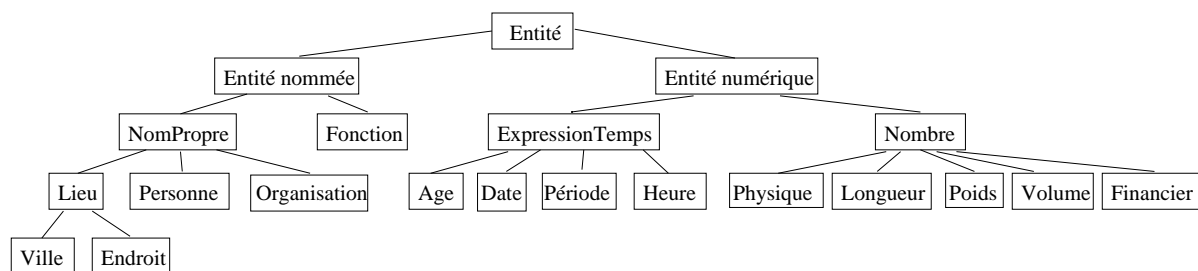 Entité
Entité nommée Entité numérique
NomPropre Fonction ExpressionTemps Nombre
Lieu Personne Organisation Age Date Période Heure Physique Longueur Poids Volume Financier
Ville Endroit